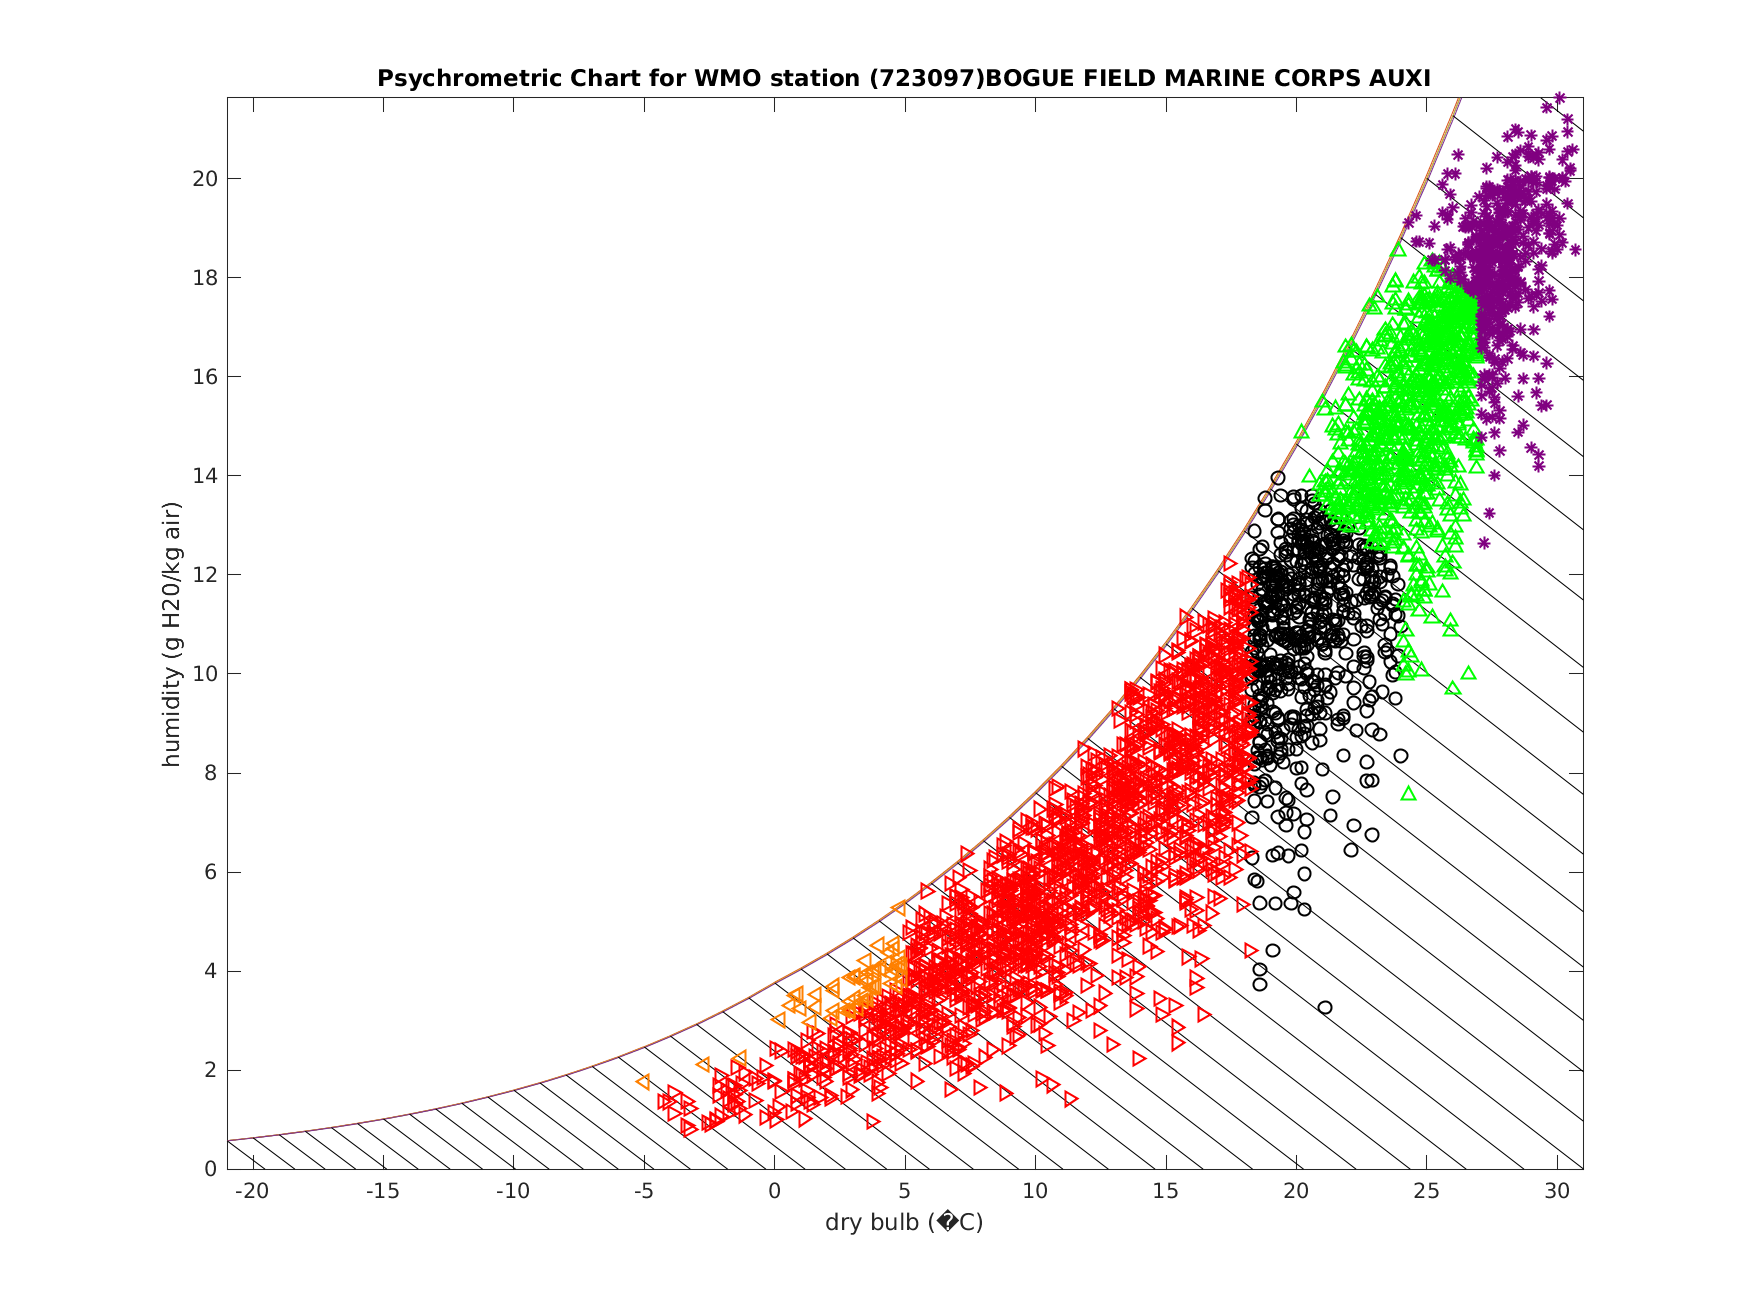 Psychrometric Chart for WMO station (723097)BOGUE FIELD MARINE CORPS AUXI
humidity (g H20/kg air)
20
18
16
14
12
10
8
6
4
2
0
-20 -15 -10 -5 0 5 10 15 20 25 30
dry bulb (�C)